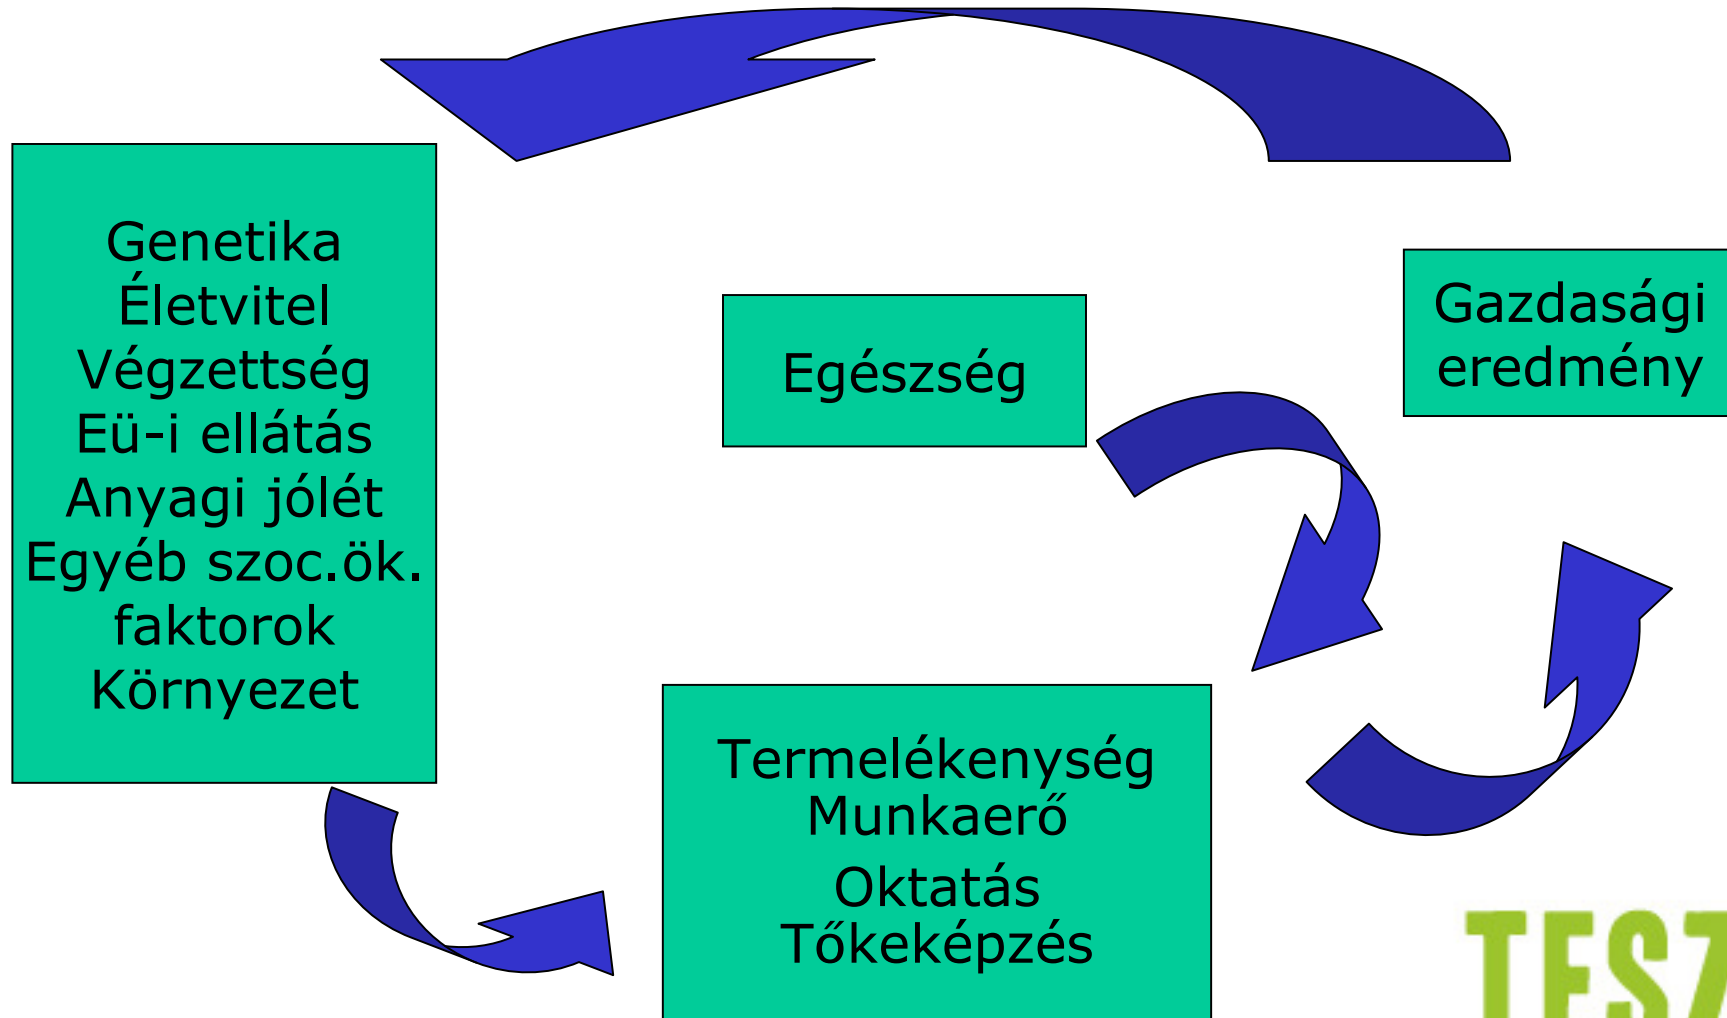 Genetika
Életvitel
Végzettség
Eü-i ellátás
Anyagi jólét
Egyéb szoc.ök.
faktorok
Környezet
Egészség
Gazdasági
eredmény
Termelékenység
Munkaerő
Oktatás
Tőkeképzés